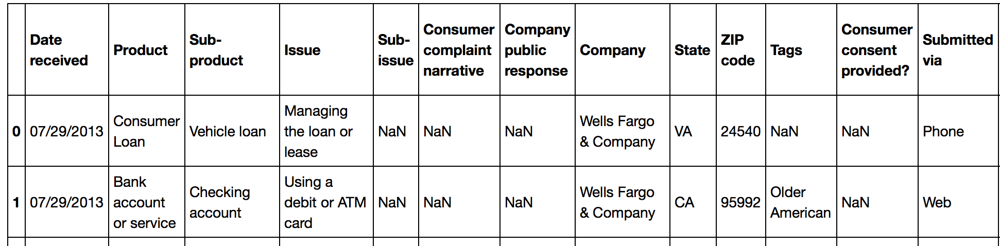 Date received Product Sub-product Issue Sub-issue Consumer complaint narrative Company public response Company State ZIP code Tags Consumer consent provided? Submitted via
0 07/29/2013 Consumer Loan Vehicle loan Managing the loan or lease NaN NaN NaN Wells Fargo & Company VA 24540 NaN NaN Phone
1 07/29/2013 Bank account or service Checking account Using a debit or ATM card NaN NaN NaN Wells Fargo & Company CA 95992 Older American NaN Web